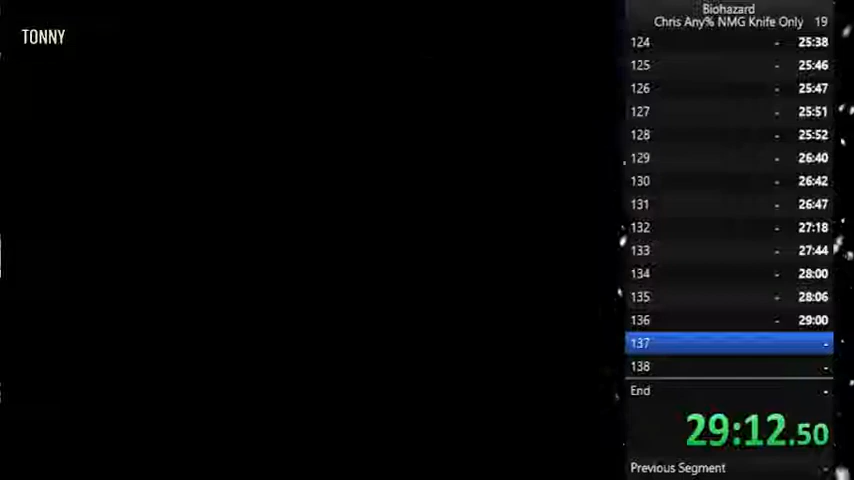 TONNY
Biohazard
Chris Any% NMG Knife Only 19
124 - 25:38
125 - 25:46
126 - 25:47
127 - 25:51
128 - 25:52
129 - 26:40
130 - 26:42
131 - 26:47
132 - 27:18
133 - 27:44
134 - 28:00
135 - 28:06
136 - 29:00
137 -
138 -
End -
29:12.50
Previous Segment -